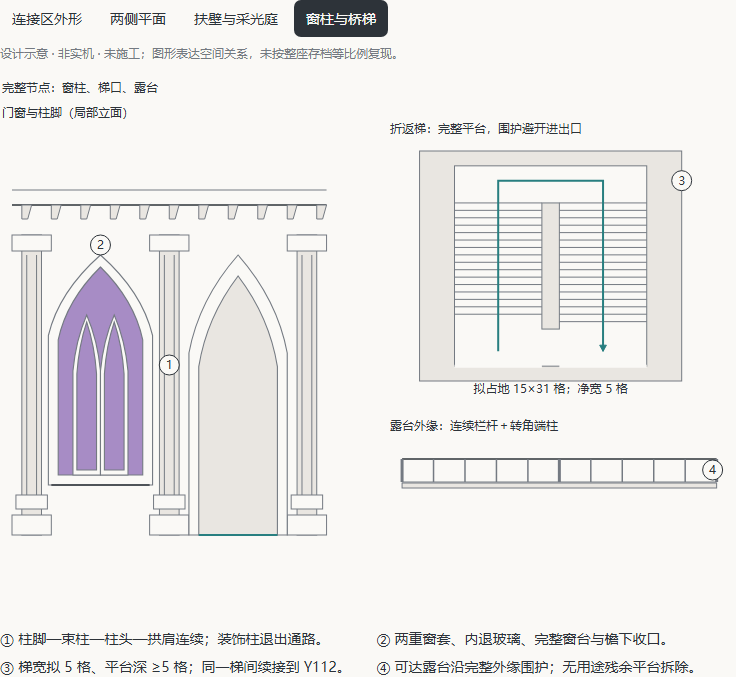 连接区外形 两侧平面 扶壁与采光庭 窗柱与桥梯
设计示意 · 非实机 · 未施工；图形表达空间关系，未按整座存档等比例复现。
完整节点：窗柱、梯口、露台
门窗与柱脚（局部立面）
折返梯：完整平台，围护避开进出口
3
2
1
拟占地 15×31 格；净宽 5 格
露台外缘：连续栏杆 + 转角端柱
4
① 柱脚—束柱—柱头—拱肩连续；装饰柱退出通路。
② 两重窗套、内退玻璃、完整窗台与檐下收口。
③ 梯宽拟 5 格、平台深 ≥5 格；同一梯间续接到 Y112。
④ 可达露台沿完整外缘围护；无用途残余平台拆除。